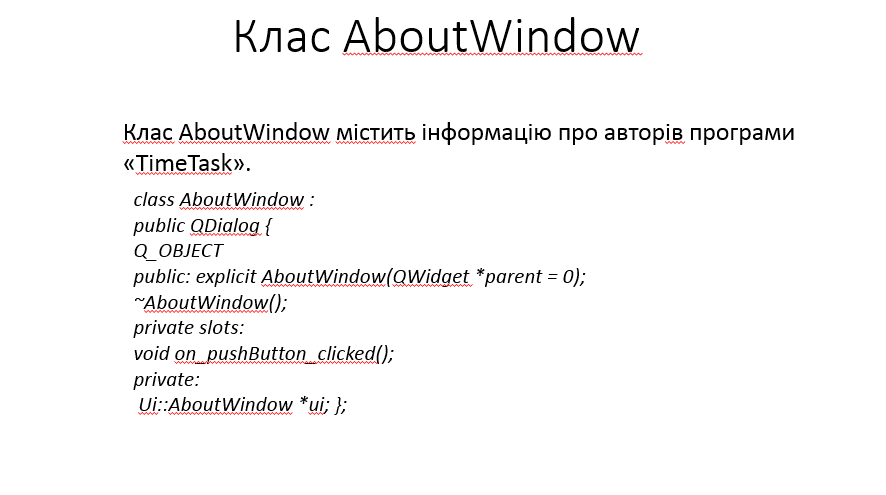 Клас AboutWindow
Клас AboutWindow містить інформацію про авторів програми
«TimeTask».
class AboutWindow :
public QDialog {
Q_OBJECT
public: explicit AboutWindow(QWidget *parent = 0);
~AboutWindow();
private slots:
void on_pushButton_clicked();
private:
Ui::AboutWindow *ui; };